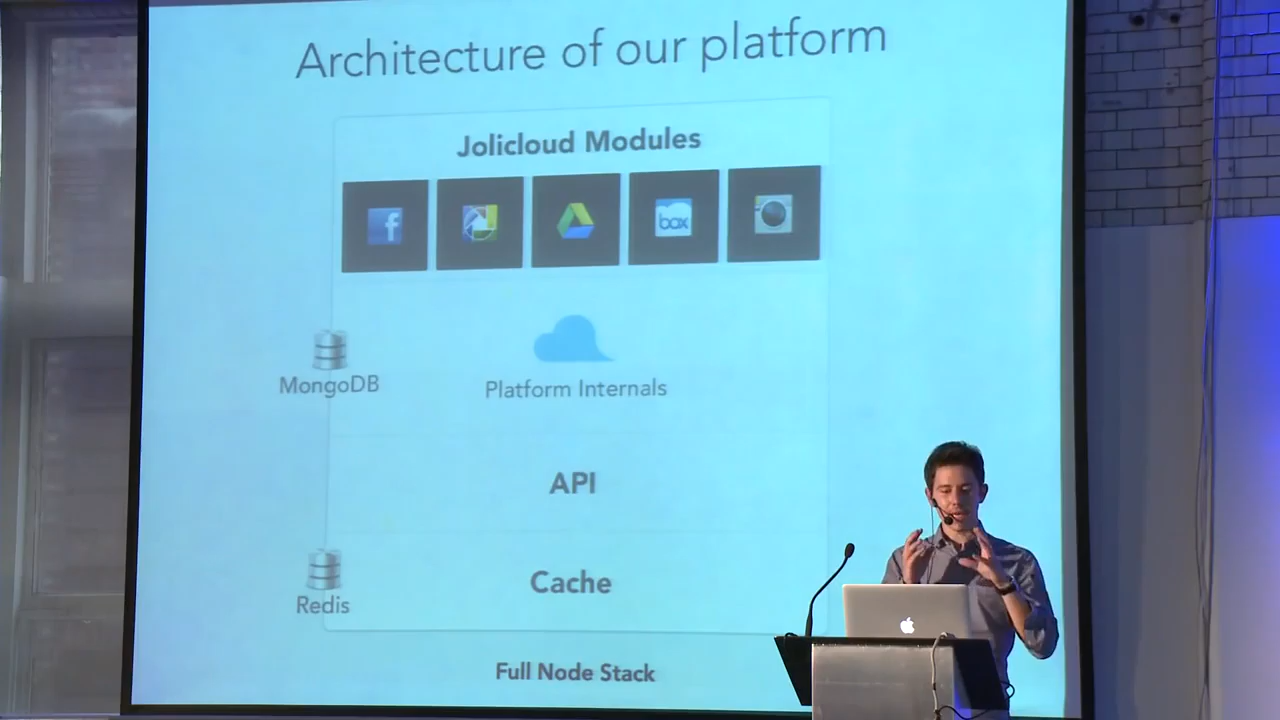 Architecture of our platform
Jolicloud Modules
f
box
MongoDB
Platform Internals
API
Redis
Cache
Full Node Stack